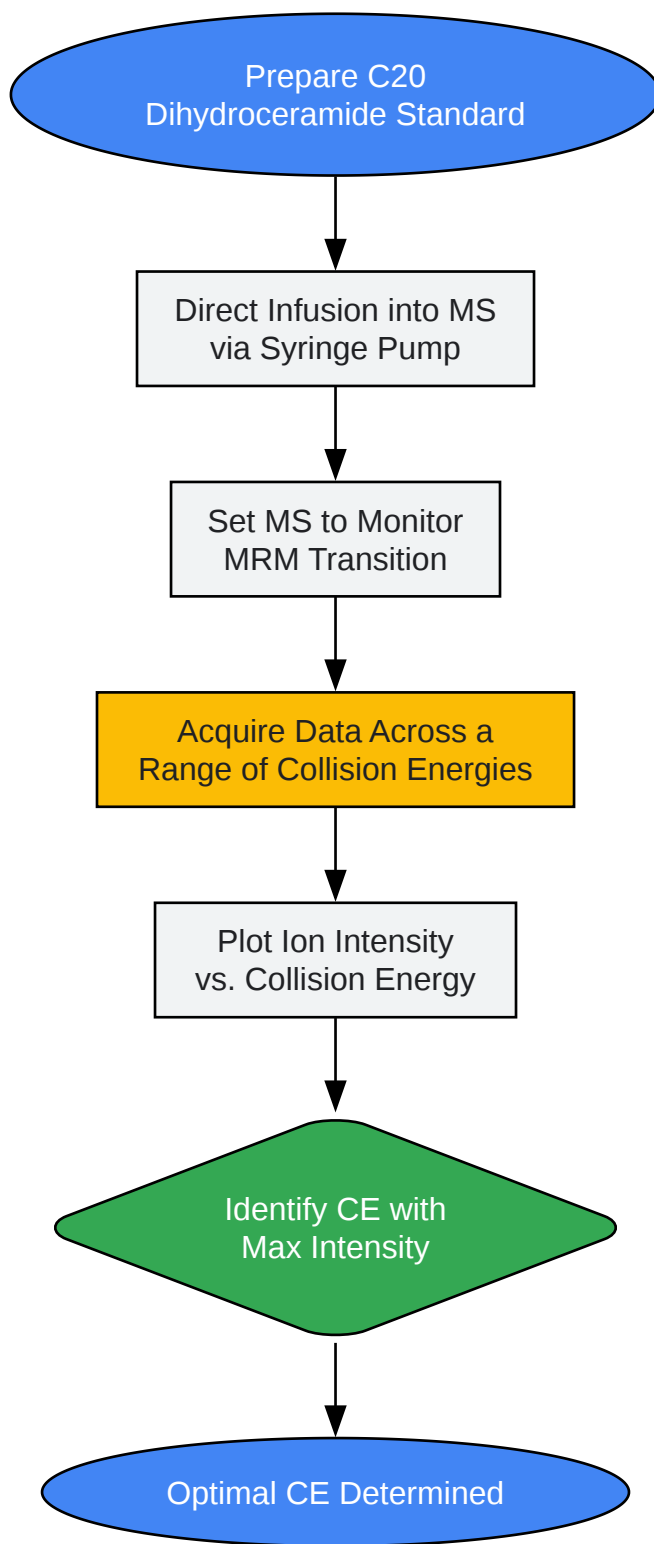 Prepare C20
Dihydroceramide Standard
Direct Infusion into MS
via Syringe Pump
Set MS to Monitor
MRM Transition
Acquire Data Across a
Range of Collision Energies
Plot Ion Intensity
vs. Collision Energy
Identify CE with
Max Intensity
Optimal CE Determined